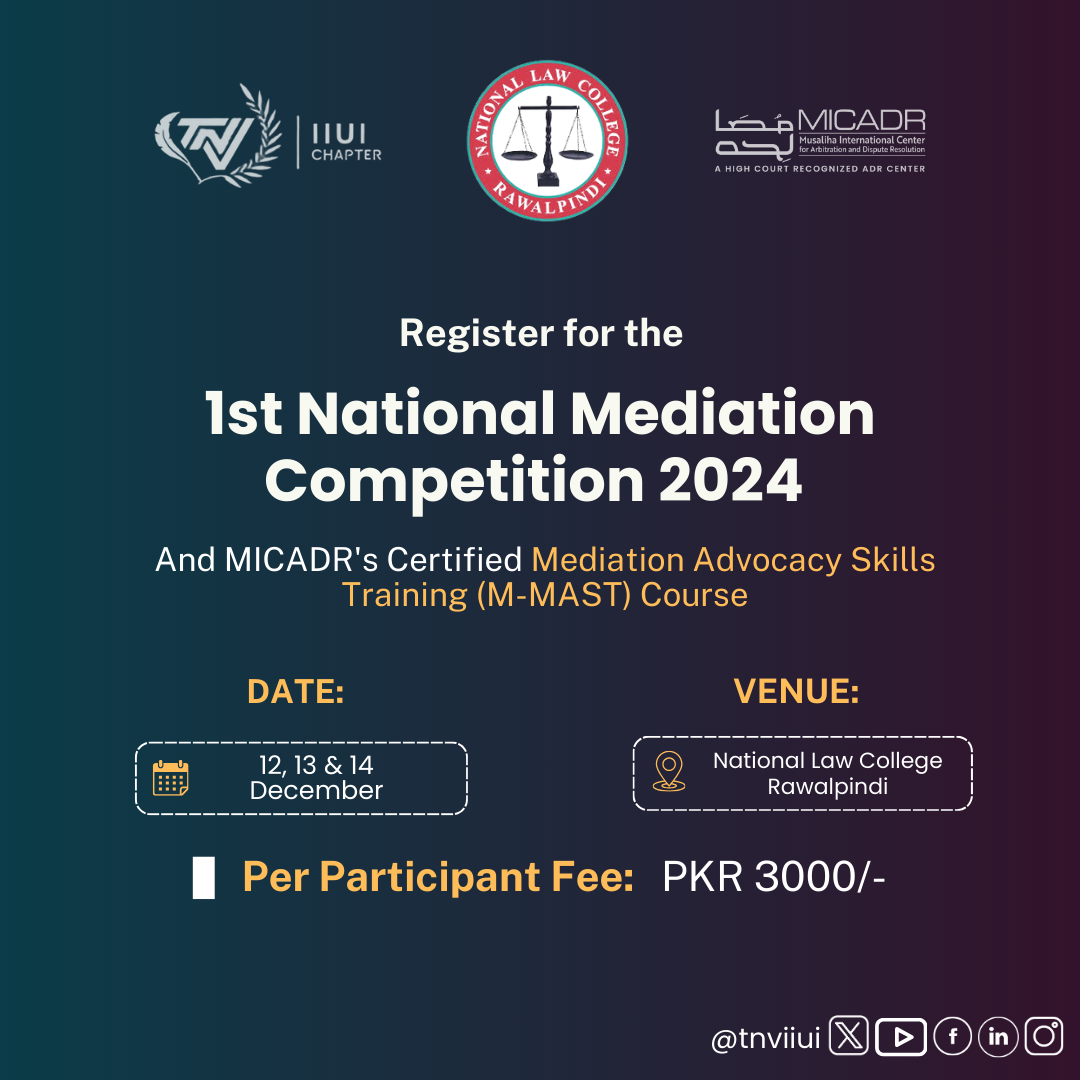 TNV
IIUI
CHAPTER
NATIONAL LAW COLLEGE
RAWALPINDI
مُصَالحه
MICADR
Musaliha International Center
for Arbitration and Dispute Resolution
A HIGH COURT RECOGNIZED ADR CENTER
Register for the
1st National Mediation
Competition 2024
And MICADR's Certified Mediation Advocacy Skills
Training (M-MAST) Course
DATE:
12, 13 & 14
December
VENUE:
National Law College
Rawalpindi
Per Participant Fee: PKR 3000/-
@tnviiui